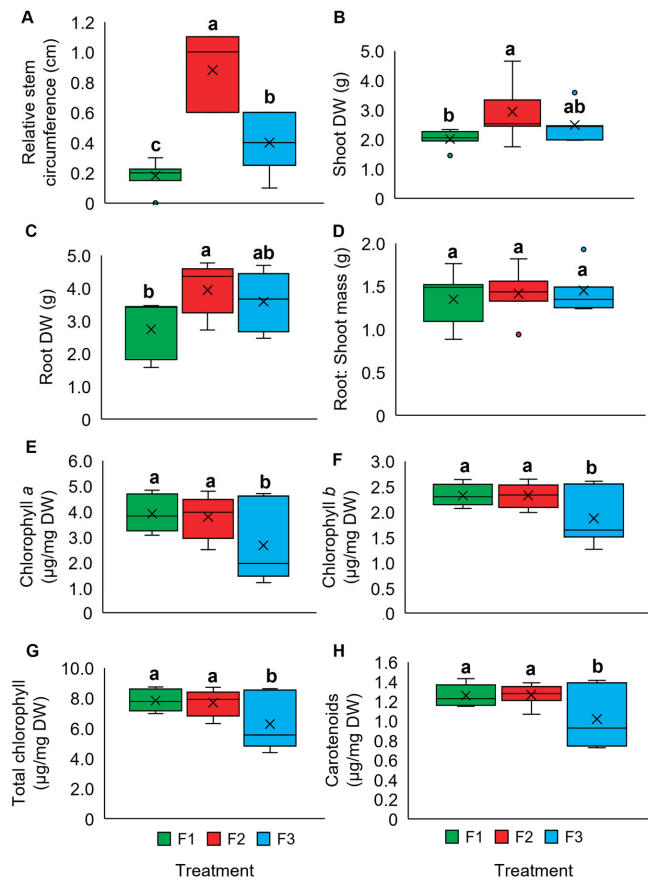 A
Relative stem
circumference (cm)
1.2
1.0
0.8
0.6
0.4
0.2
0
c
a
b
B
Shoot DW (g)
5.0
4.0
3.0
2.0
1.0
0
b
a
ab
C
Root DW (g)
5.0
4.0
3.0
2.0
1.0
0
b
a
ab
D
Root: Shoot mass (g)
2.0
1.5
1.0
0.5
0
a
a
a
E
Chlorophyll a
(µg/mg DW)
6.0
5.0
4.0
3.0
2.0
1.0
0
a
a
b
F
Chlorophyll b
(µg/mg DW)
3.0
2.5
2.0
1.5
1.0
0.5
.0
a
a
b
G
Total chlorophyll
(µg/mg DW)
10.0
8.0
6.0
4.0
2.0
0
a
a
b
H
Carotenoids
(µg/mg DW)
1.6
1.4
1.2
1.0
0.8
0.6
0.4
0.2
0
a
a
b
F1 F2 F3
Treatment
F1 F2 F3
Treatment